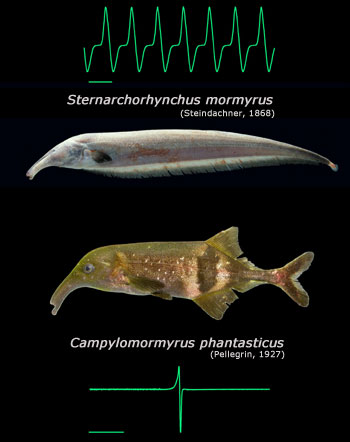 Sternarchorhynchus mormyrus
(Steindachner, 1868)
Campylomormyrus phantasticus
(Pellegrin, 1927)